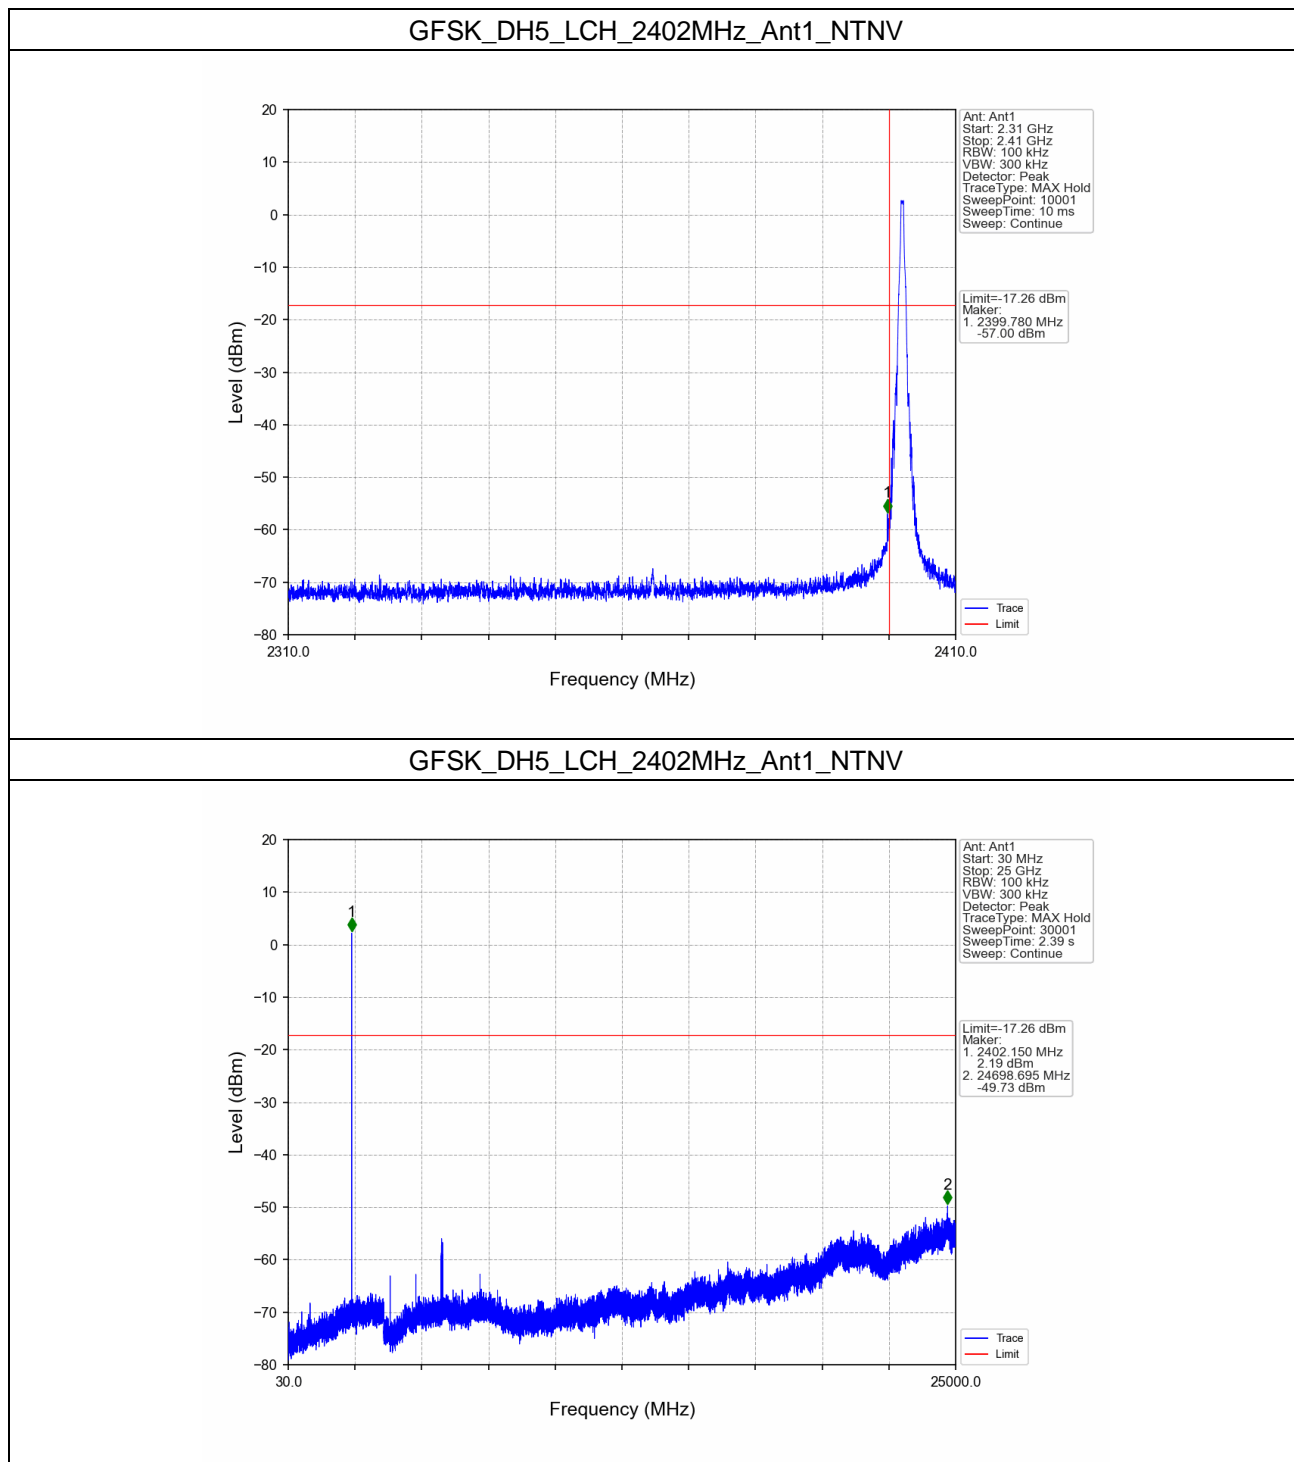 GFSK_DH5_LCH_2402MHz_Ant1_NTNV
20
10
0
−10
−20
−30
−40
−50
−60
−70
−80
Level (dBm)
1
2310.0
2410.0
Frequency (MHz)
Ant: Ant1
Start: 2.31 GHz
Stop: 2.41 GHz
RBW: 100 kHz
VBW: 300 kHz
Detector: Peak
TraceType: MAX Hold
SweepPoint: 10001
SweepTime: 10 ms
Sweep: Continue
Limit=-17.26 dBm
Maker:
1. 2399.780 MHz
-57.00 dBm
Trace
Limit
GFSK_DH5_LCH_2402MHz_Ant1_NTNV
20
10
0
−10
−20
−30
−40
−50
−60
−70
−80
Level (dBm)
1
2
30.0
25000.0
Frequency (MHz)
Ant: Ant1
Start: 30 MHz
Stop: 25 GHz
RBW: 100 kHz
VBW: 300 kHz
Detector: Peak
TraceType: MAX Hold
SweepPoint: 30001
SweepTime: 2.39 s
Sweep: Continue
Limit=-17.26 dBm
Maker:
1. 2402.150 MHz
2.19 dBm
2. 24698.695 MHz
-49.73 dBm
Trace
Limit